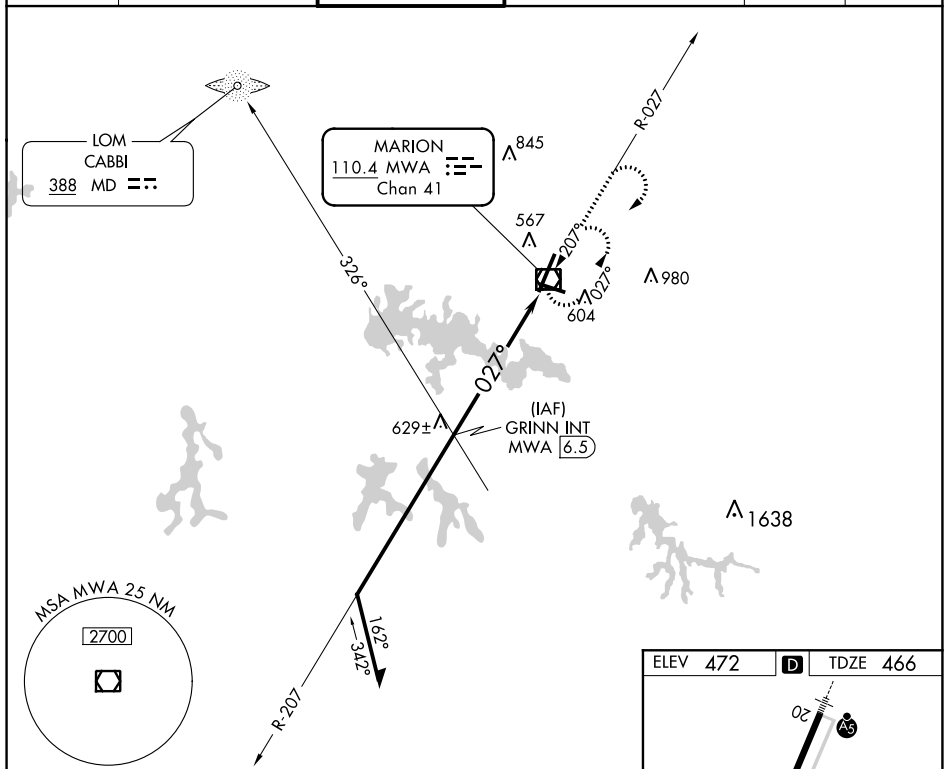 LOM
CABBI
388 MD
MARION
110.4 MWA
Chan 41
845
R-027
567
207°
027°
980
604
326°
027°
(IAF)
GRINN INT
MWA 6.5
629±
1638
MSA MWA 25 NM
2700
162°
342°
R-207
ELEV 472 D TDZE 466
20
A5